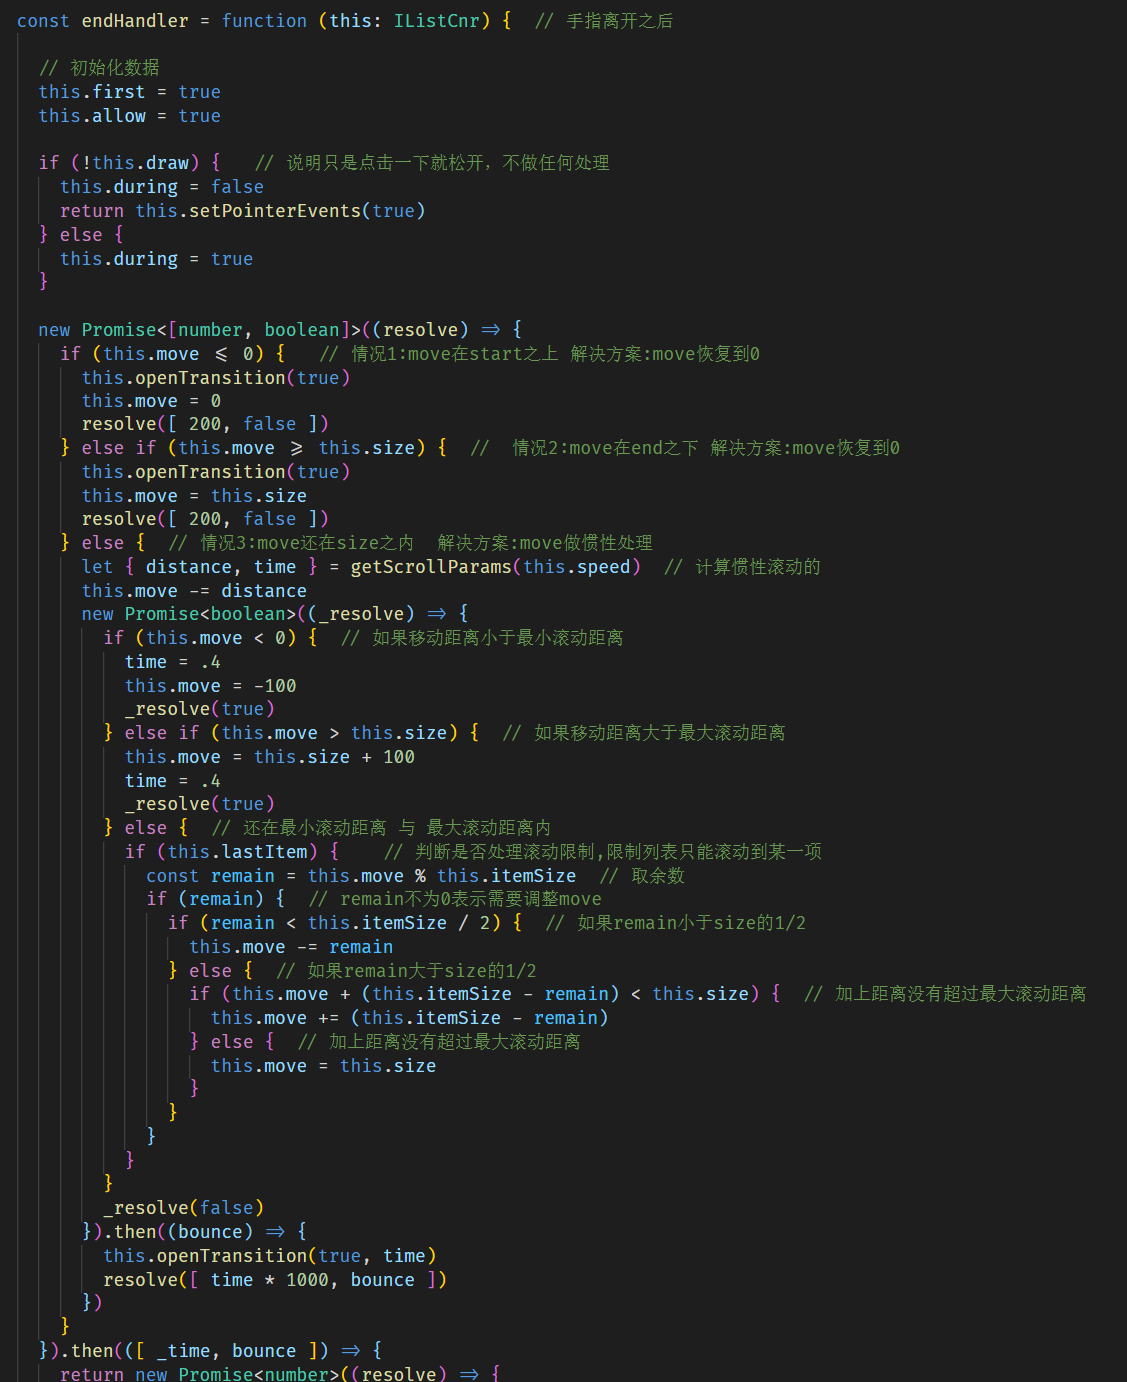 const endHandler = function (this: IListCnr) {  // 手指离开之后
// 初始化数据
this.first = true
this.allow = true
if (!this.draw) {   // 说明只是点击一下就松开，不做任何处理
this.during = false
return this.setPointerEvents(true)
} else {
this.during = true
}
new Promise<[number, boolean]>((resolve) => {
if (this.move <= 0) {   // 情况1:move在start之上 解决方案:move恢复到0
this.openTransition(true)
this.move = 0
resolve([ 200, false ])
} else if (this.move >= this.size) {  //  情况2:move在end之下 解决方案:move恢复到0
this.openTransition(true)
this.move = this.size
resolve([ 200, false ])
} else {  // 情况3:move还在size之内  解决方案:move做惯性处理
let { distance, time } = getScrollParams(this.speed)  // 计算惯性滚动的
this.move -= distance
new Promise<boolean>((_resolve) => {
if (this.move < 0) {  // 如果移动距离小于最小滚动距离
time = .4
this.move = -100
_resolve(true)
} else if (this.move > this.size) {  // 如果移动距离大于最大滚动距离
this.move = this.size + 100
time = .4
_resolve(true)
} else {  // 还在最小滚动距离 与 最大滚动距离内
if (this.lastItem) {    // 判断是否处理滚动限制,限制列表只能滚动到某一项
const remain = this.move % this.itemSize  // 取余数
if (remain) {  // remain不为0表示需要调整move
if (remain < this.itemSize / 2) {  // 如果remain小于size的1/2
this.move -= remain
} else {  // 如果remain大于size的1/2
if (this.move + (this.itemSize - remain) < this.size) {  // 加上距离没有超过最大滚动距离
this.move += (this.itemSize - remain)
} else {  // 加上距离没有超过最大滚动距离
this.move = this.size
}
}
}
}
}
_resolve(false)
}).then((bounce) => {
this.openTransition(true, time)
resolve([ time * 1000, bounce ])
})
}
}).then(([ _time, bounce ]) => {
return new Promise<number>((resolve) => {